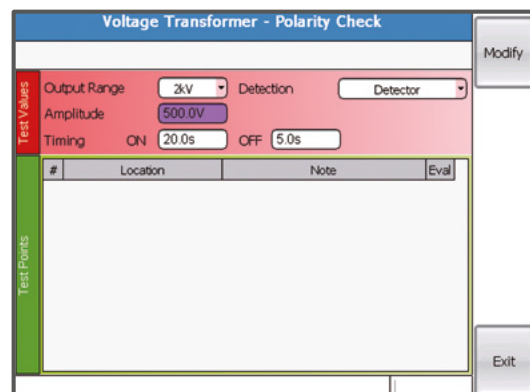 Voltage Transformer - Polarity Check
Modify
Test Values
Output Range 2kV Detection Detector
Amplitude 500.0V
Timing ON 20.0s OFF 5.0s
Test Points
# Location Note Eval
Exit